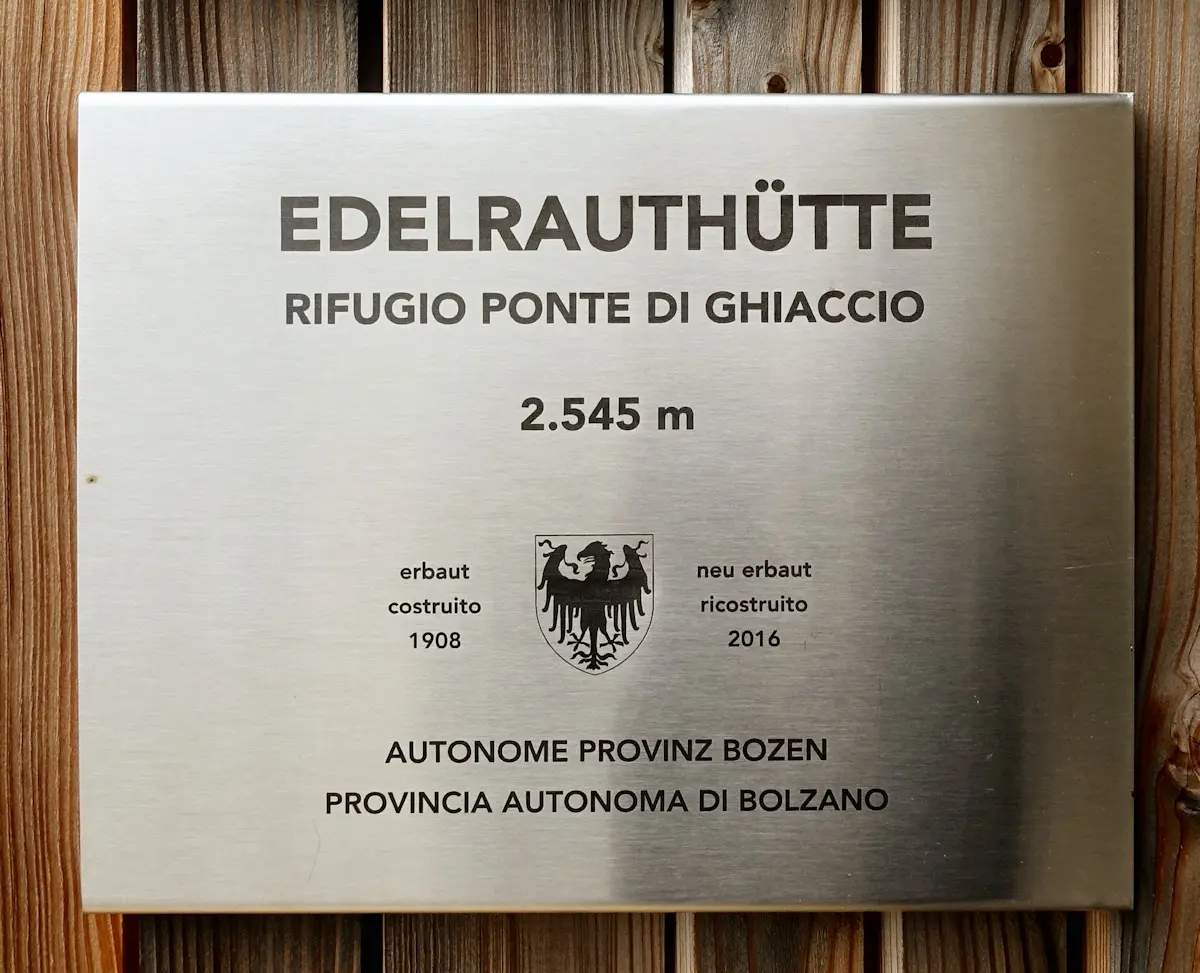 EDELRAUTHÜTTE
RIFUGIO PONTE DI GHIACCIO
2.545 m
erbaut
costruito
1908
neu erbaut
ricostruito
2016
AUTONOME PROVINZ BOZEN
PROVINCIA AUTONOMA DI BOLZANO